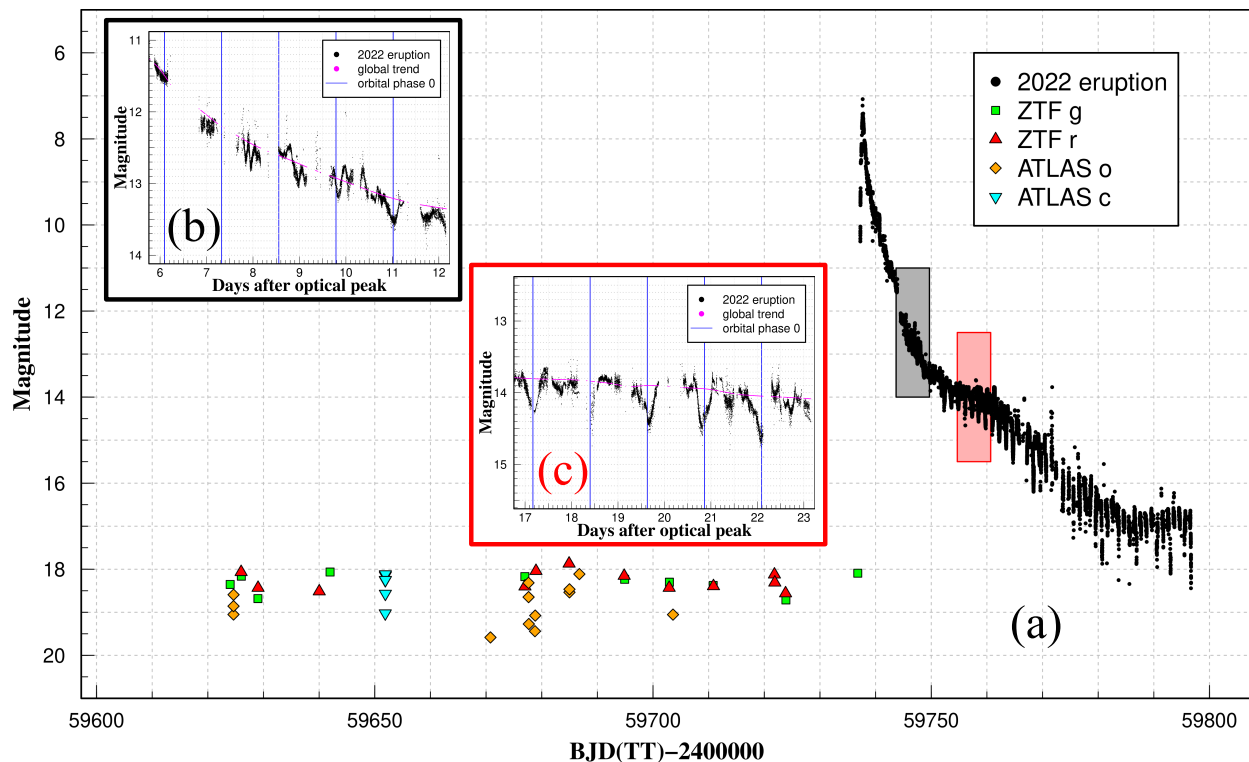 6
8
10
12
14
16
18
20
Magnitude
59600
59650
59700
59750
59800
BJD(TT)−2400000
2022 eruption
ZTF g
ZTF r
ATLAS o
ATLAS c
(a)
11
12
13
14
Magnitude
2022 eruption
global trend
orbital phase 0
(b)
6 7 8 9 10 11 12
Days after optical peak
13
14
15
Magnitude
2022 eruption
global trend
orbital phase 0
(c)
17 18 19 20 21 22 23
Days after optical peak